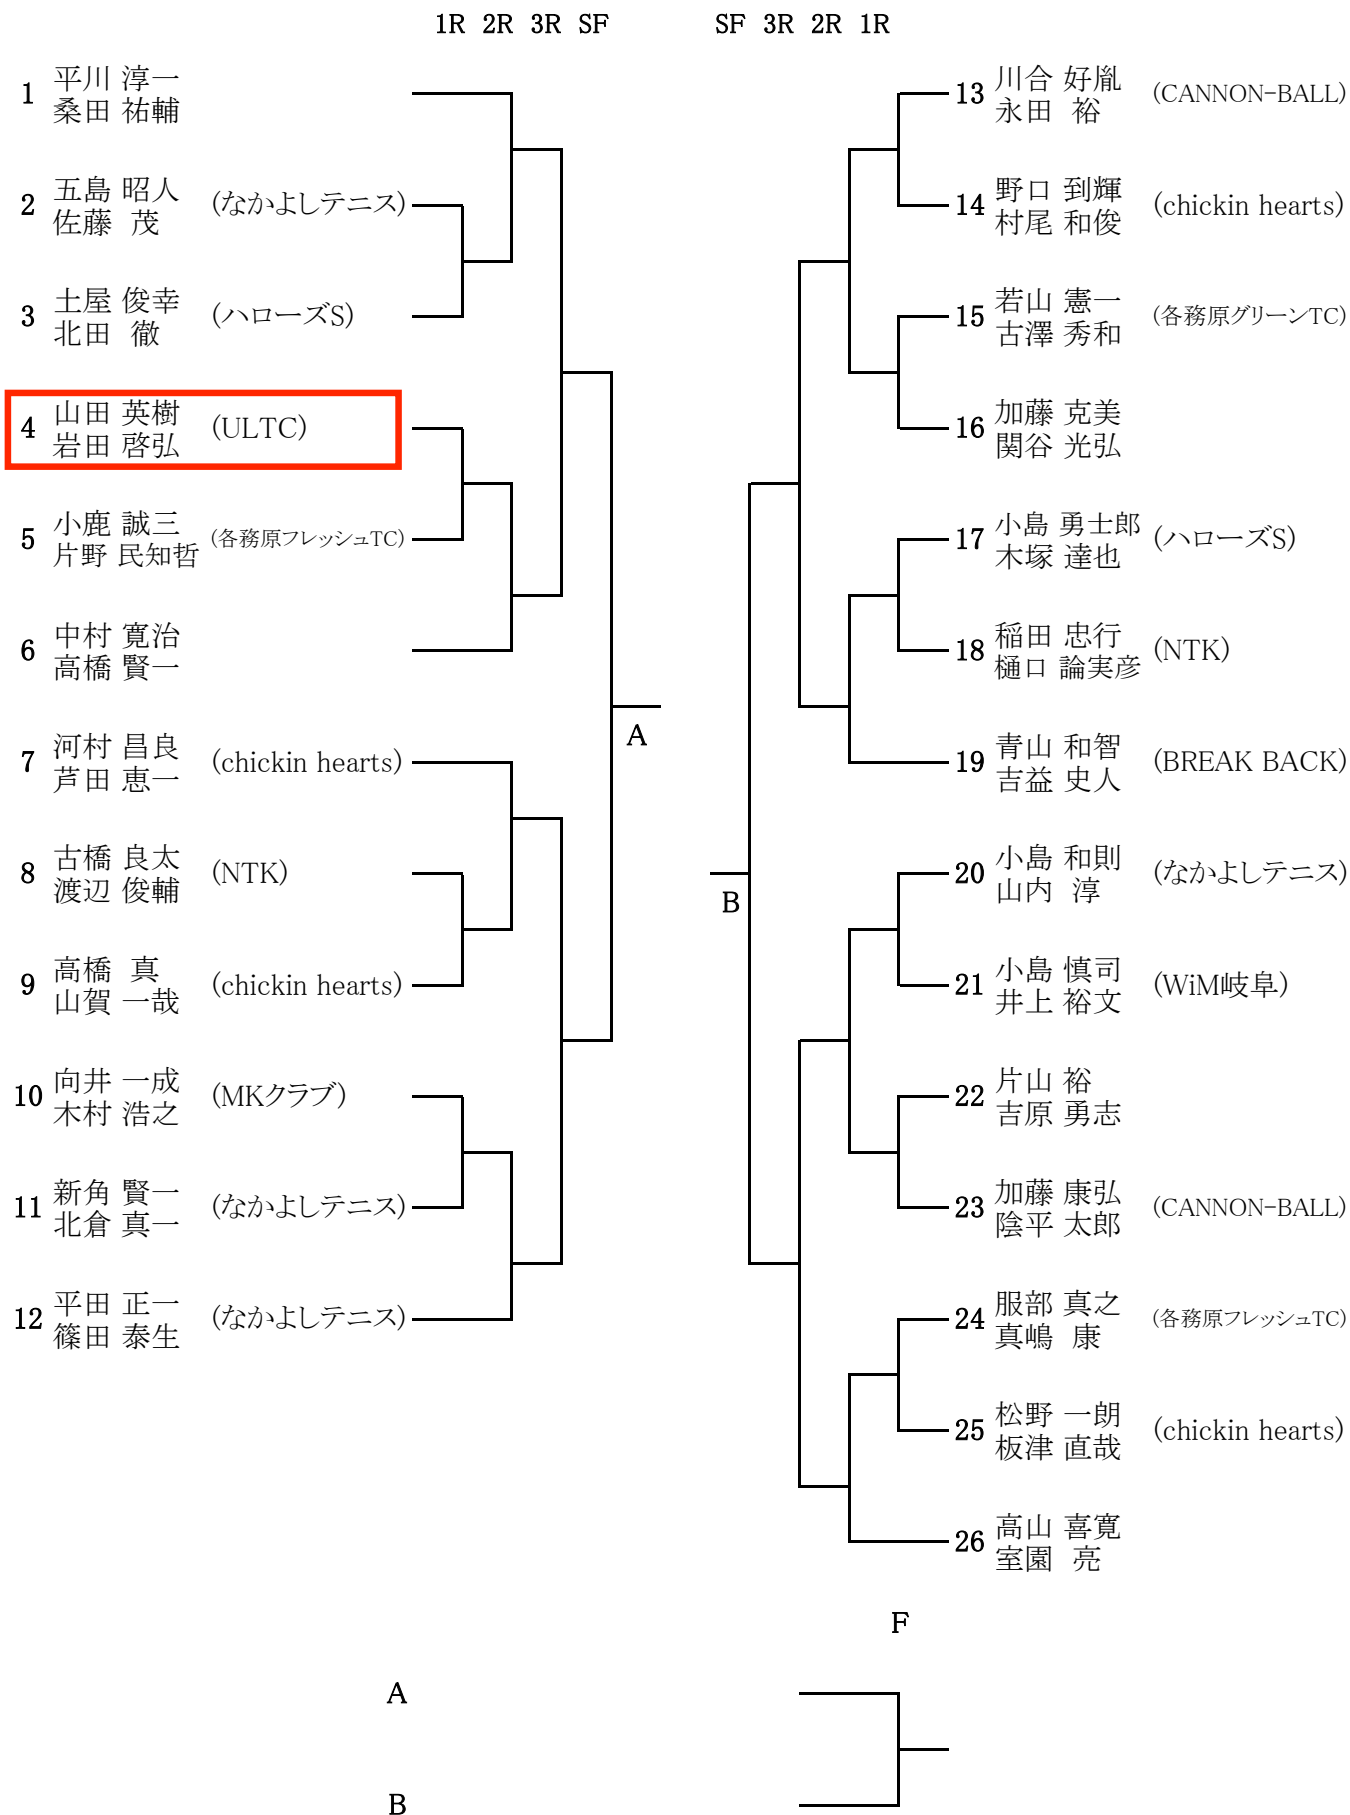 1R 2R 3R SF
SF 3R 2R 1R
1 平川 淳一
桑田 祐輔
2 五島 昭人 (なかよしテニス)
佐藤 茂
3 土屋 俊幸 (ハローズS)
北田 徹
4 山田 英樹 (ULTC)
岩田 啓弘
5 小鹿 誠三 (各務原フレッシュTC)
片野 民知哲
6 中村 寛治
高橋 賢一
7 河村 昌良 (chickin hearts)
芦田 恵一
8 古橋 良太 (NTK)
渡辺 俊輔
9 高橋 真 (chickin hearts)
山賀 一哉
10 向井 一成 (MKクラブ)
木村 浩之
11 新角 賢一 (なかよしテニス)
北倉 真一
12 平田 正一 (なかよしテニス)
篠田 泰生
A
B
13 川合 好胤 (CANNON-BALL)
永田 裕
14 野口 到輝 (chickin hearts)
村尾 和俊
15 若山 憲一 (各務原グリーンTC)
古澤 秀和
16 加藤 克美
関谷 光弘
17 小島 勇士郎 (ハローズS)
木塚 達也
18 稲田 忠行 (NTK)
樋口 論実彦
19 青山 和智 (BREAK BACK)
吉益 史人
20 小島 和則 (なかよしテニス)
山内 淳
21 小島 慎司 (WiM岐阜)
井上 裕文
22 片山 裕
吉原 勇志
23 加藤 康弘 (CANNON-BALL)
陰平 太郎
24 服部 真之 (各務原フレッシュTC)
真嶋 康
25 松野 一朗 (chickin hearts)
板津 直哉
26 高山 喜寛
室園 亮
F
A
B